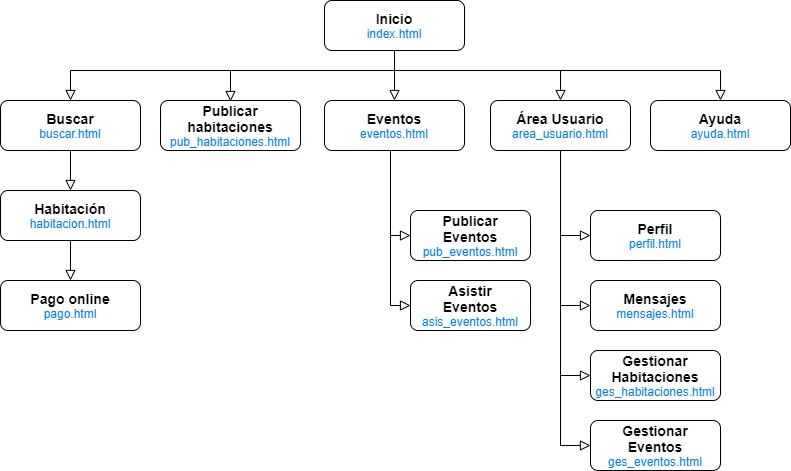 Inicio
index.html
Buscar
buscar.html
Publicar
habitaciones
pub_habitaciones.html
Eventos
eventos.html
Área Usuario
area_usuario.html
Ayuda
ayuda.html
Habitación
habitacion.html
Pago online
pago.html
Publicar
Eventos
pub_eventos.html
Asistir
Eventos
asis_eventos.html
Perfil
perfil.html
Mensajes
mensajes.html
Gestionar
Habitaciones
ges_habitaciones.html
Gestionar
Eventos
ges_eventos.html